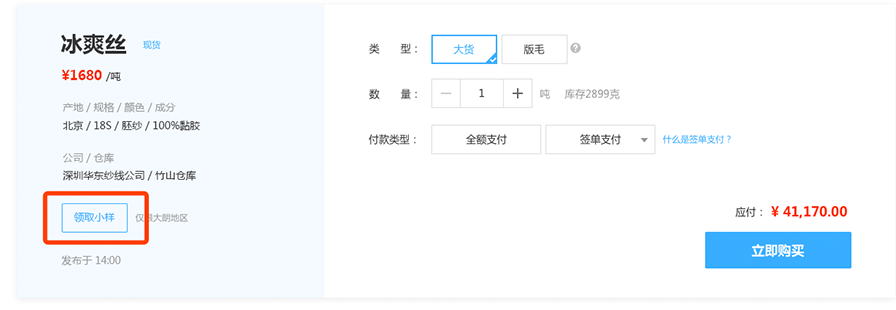 冰爽丝 现货
¥1680 /吨
产地 / 规格 / 颜色 / 成分
北京 / 18S / 胚纱 / 100%黏胶
公司 / 仓库
深圳华东纱线公司 / 竹山仓库
领取小样 仅限大朗地区
发布于 14:00
类 型： 大货 版毛 ?
数 量： — 1 + 吨 库存2899克
付款类型： 全额支付 签单支付 什么是签单支付？
应付： ¥ 41,170.00
立即购买